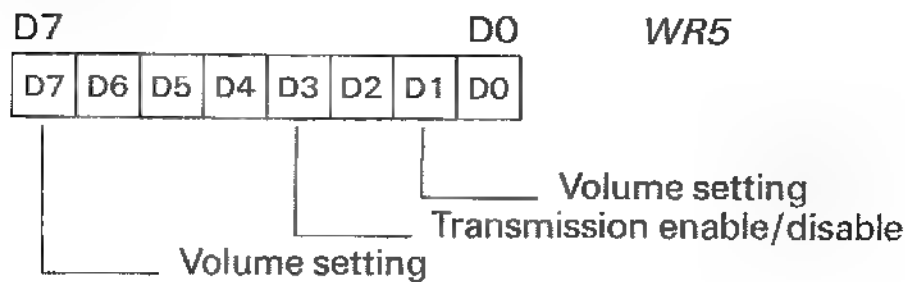 D7 D0 WR5
D7 D6 D5 D4 D3 D2 D1 D0
Volume setting
Transmission enable/disable
Volume setting